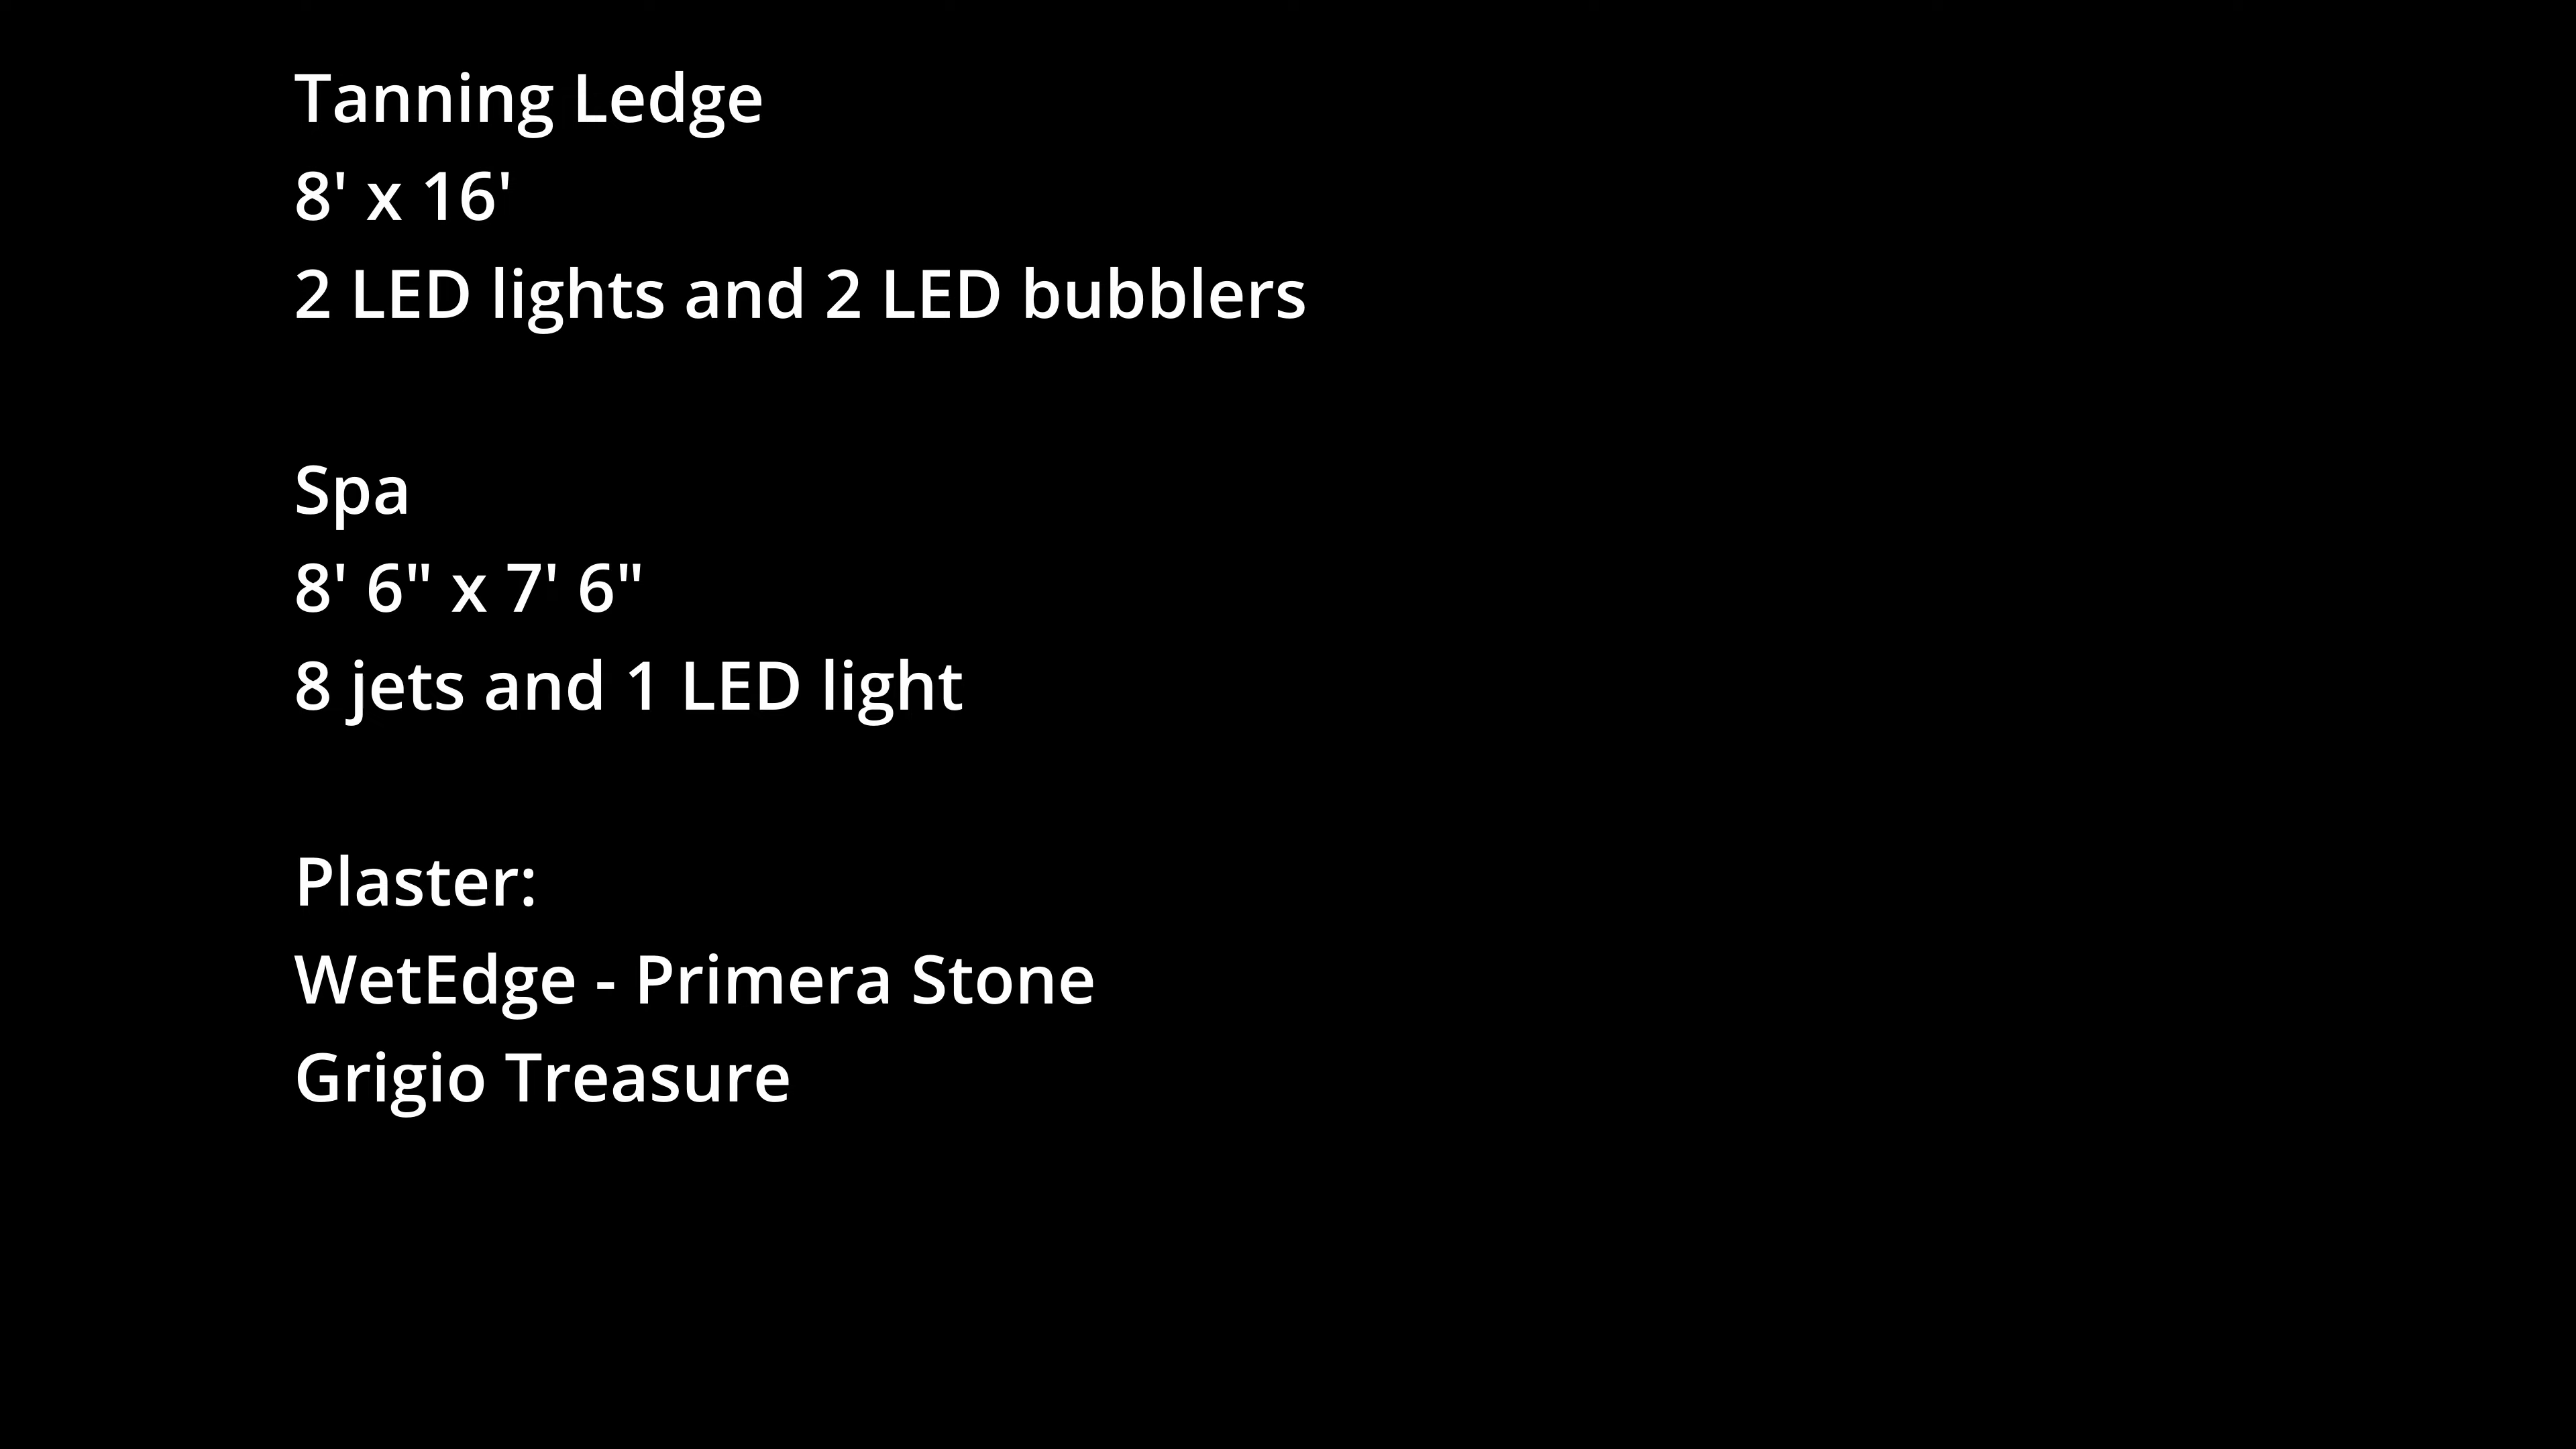 Tanning Ledge
8' x 16'
2 LED lights and 2 LED bubblers
Spa
8' 6" x 7' 6"
8 jets and 1 LED light
Plaster:
WetEdge - Primera Stone
Grigio Treasure